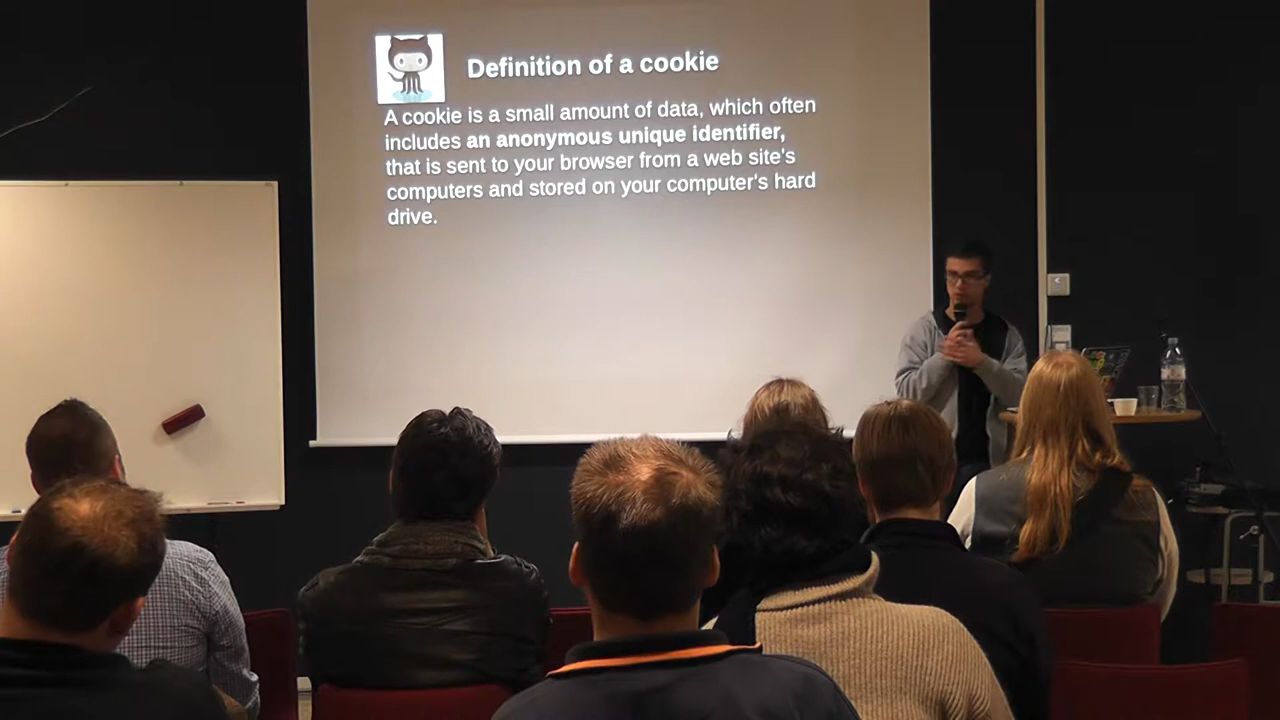 Definition of a cookie
A cookie is a small amount of data, which often
includes an anonymous unique identifier,
that is sent to your browser from a web site's
computers and stored on your computer's hard
drive.